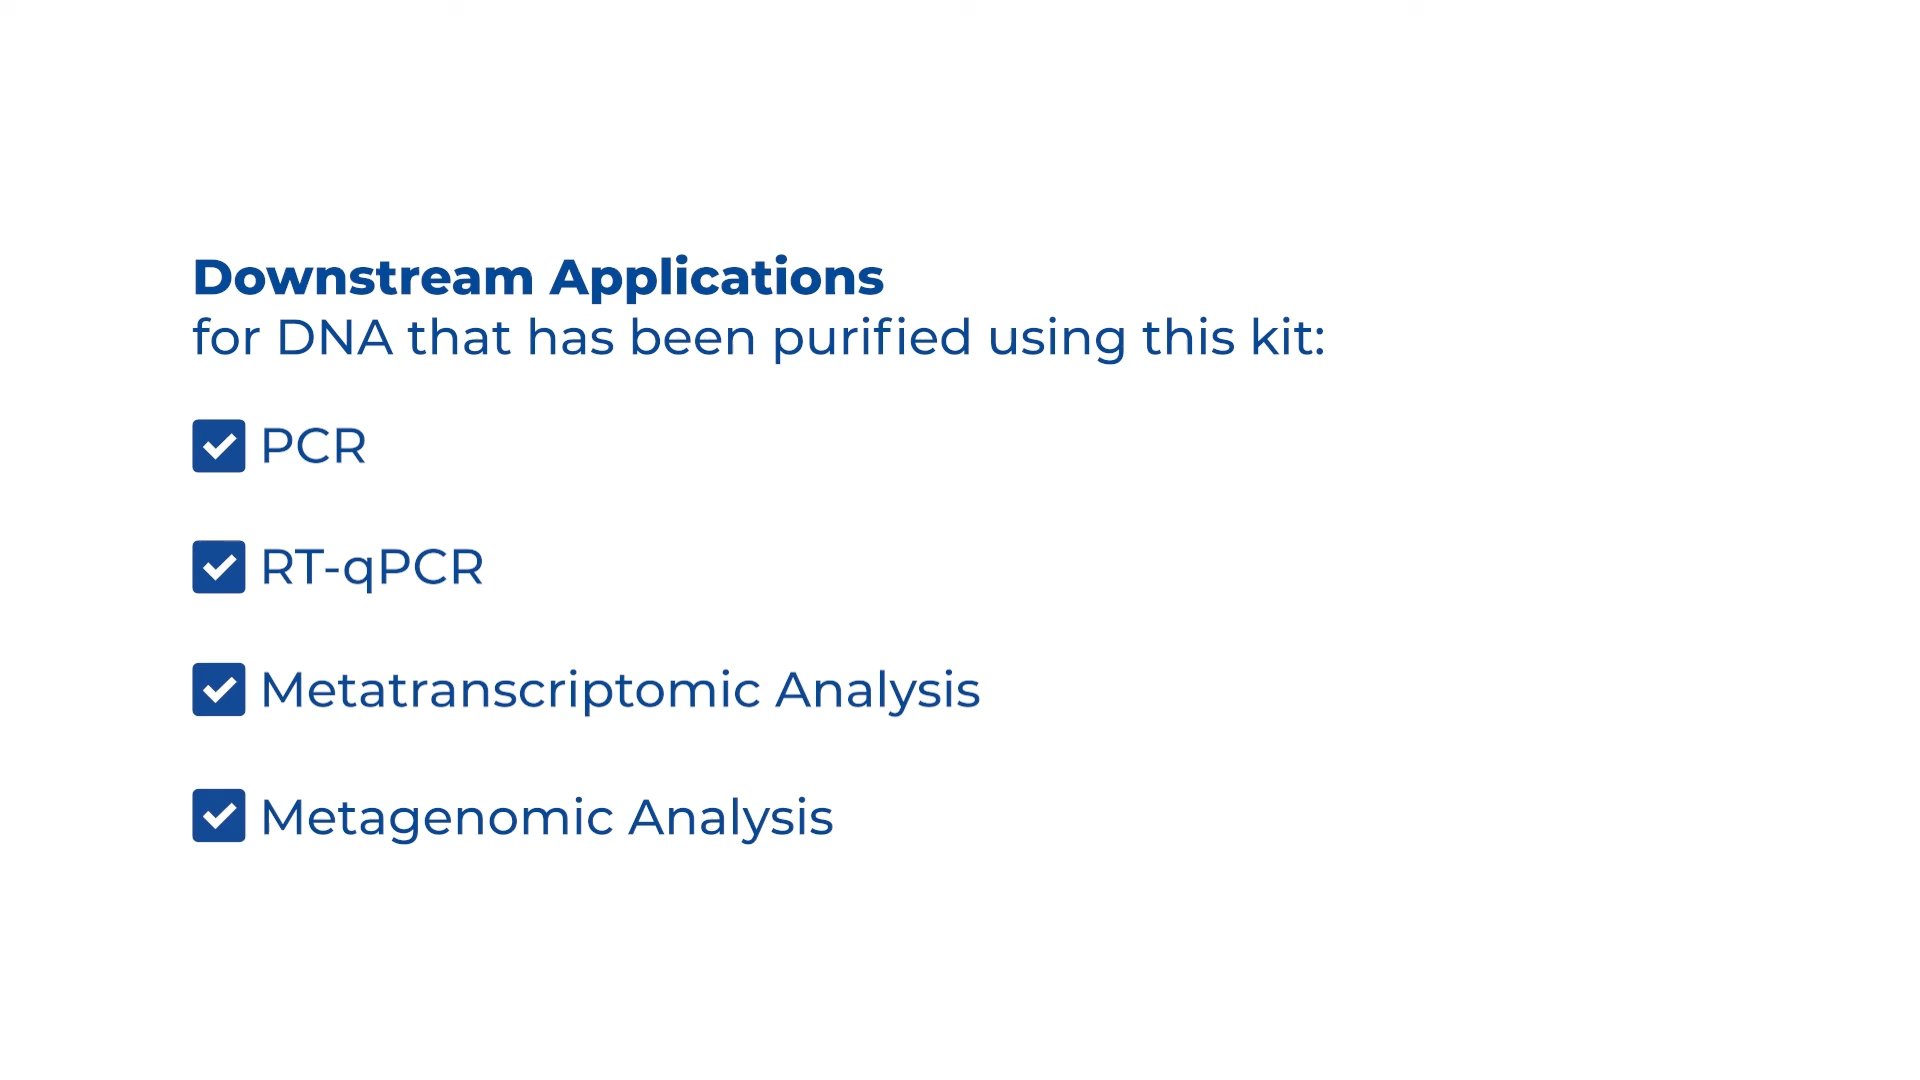 Downstream Applications
for DNA that has been purified using this kit:
PCR
RT-qPCR
Metatranscriptomic Analysis
Metagenomic Analysis